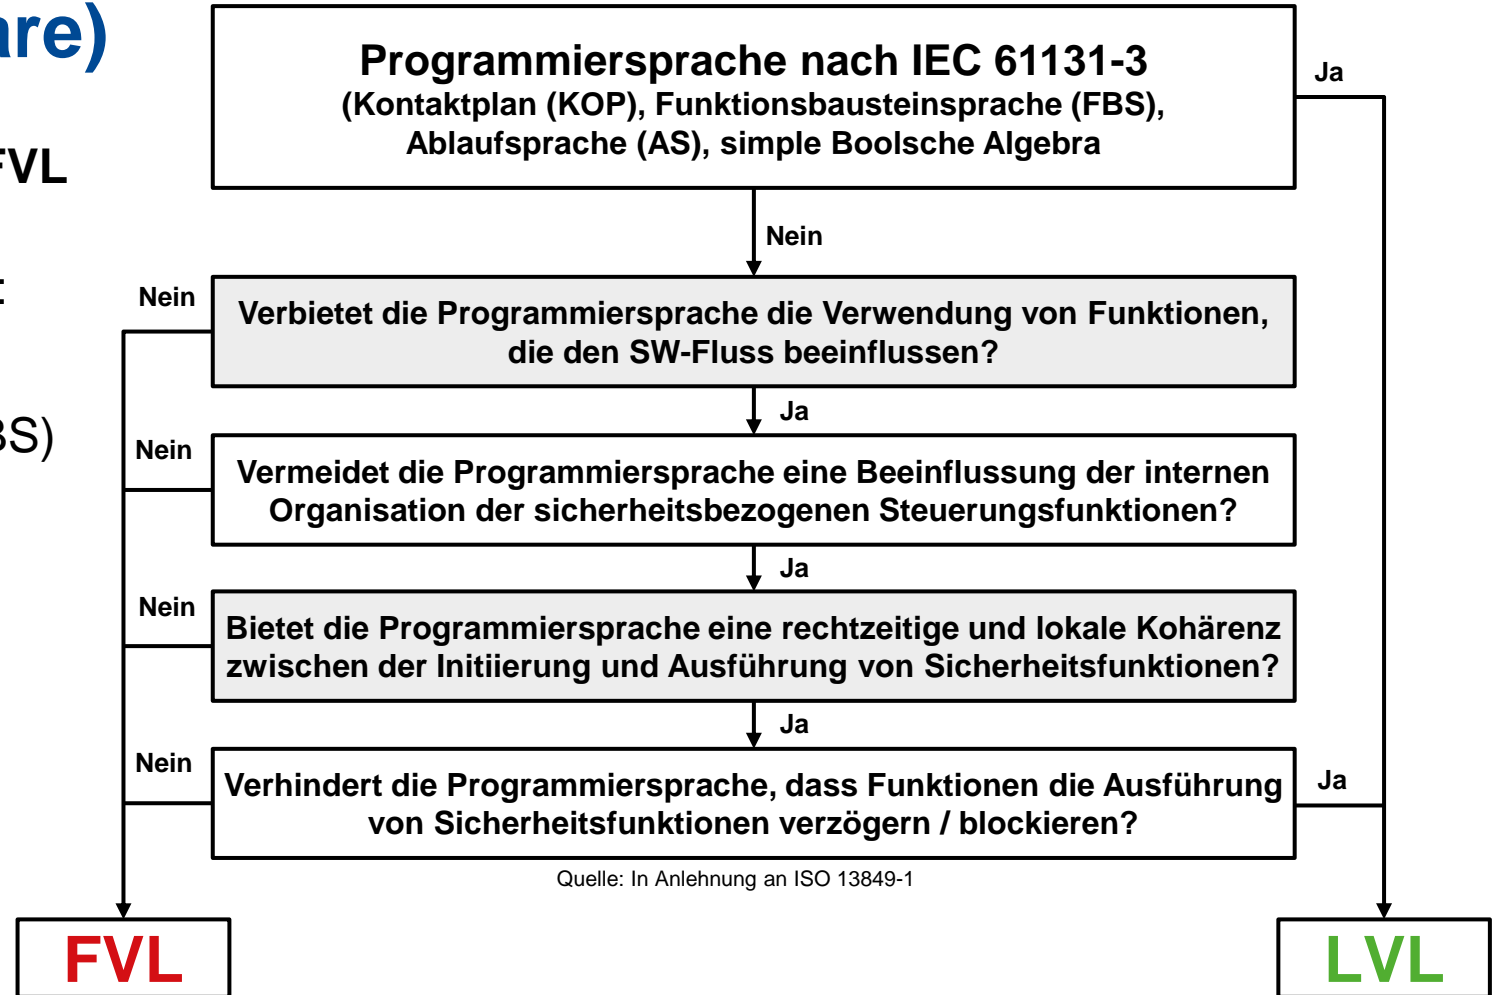 are)
FVL
:
BS)
Programmiersprache nach IEC 61131-3
(Kontaktplan (KOP), Funktionsbausteinsprache (FBS),
Ablaufsprache (AS), simple Boolsche Algebra
Ja
Nein
Nein
Verbietet die Programmiersprache die Verwendung von Funktionen,
die den SW-Fluss beeinflussen?
Ja
Nein
Vermeidet die Programmiersprache eine Beeinflussung der internen
Organisation der sicherheitsbezogenen Steuerungsfunktionen?
Ja
Nein
Bietet die Programmiersprache eine rechtzeitige und lokale Kohärenz
zwischen der Initiierung und Ausführung von Sicherheitsfunktionen?
Ja
Nein
Verhindert die Programmiersprache, dass Funktionen die Ausführung
von Sicherheitsfunktionen verzögern / blockieren?
Ja
Quelle: In Anlehnung an ISO 13849-1
FVL
LVL